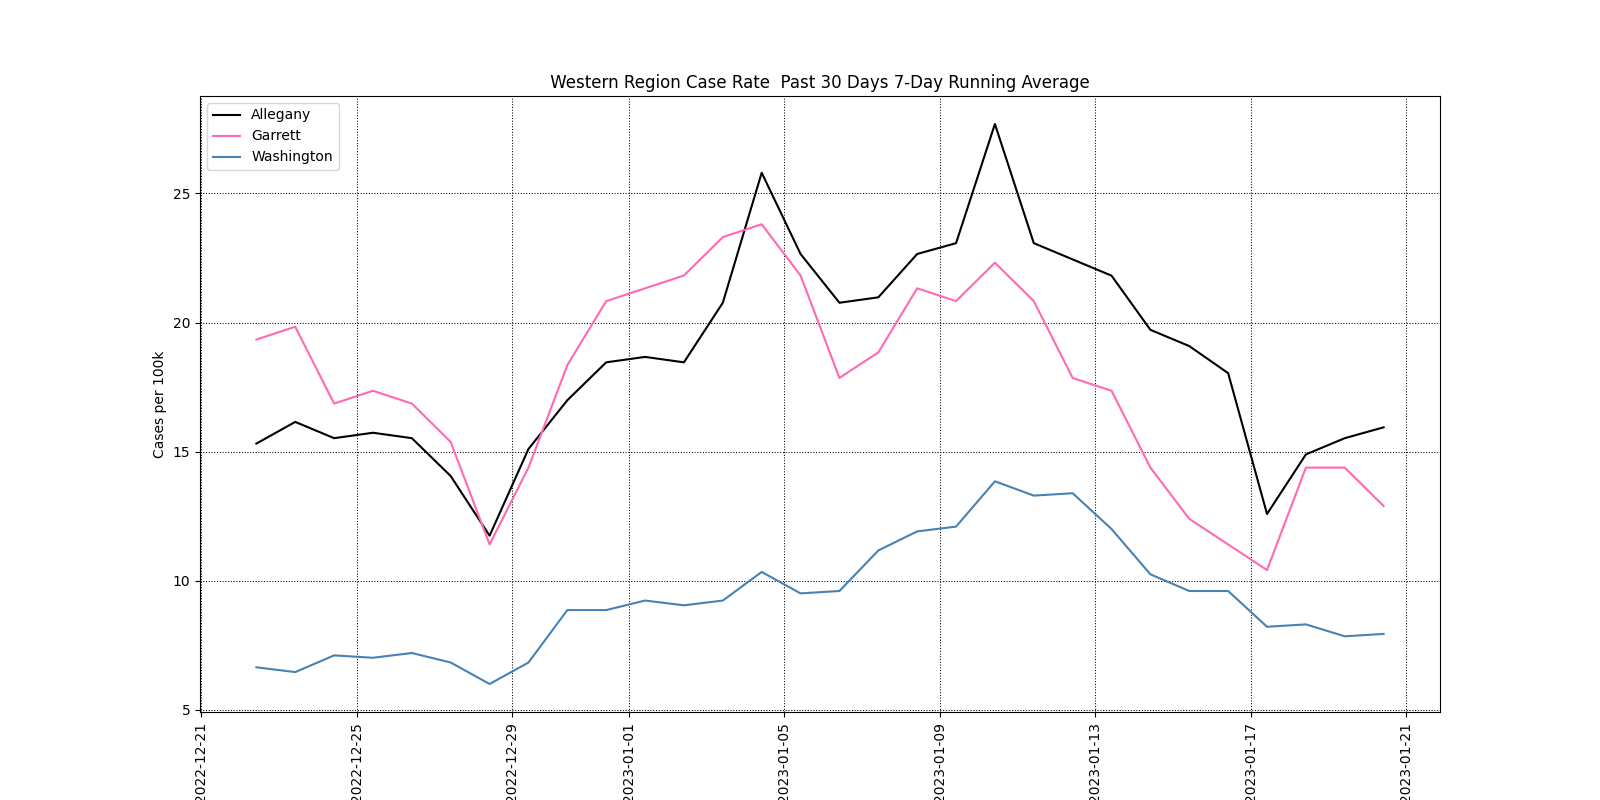 Western Region Case Rate  Past 30 Days 7-Day Running Average
Allegany
Garrett
Washington
Cases per 100k
25
20
15
10
5
2022-12-21
2022-12-25
2022-12-29
2023-01-01
2023-01-05
2023-01-09
2023-01-13
2023-01-17
2023-01-21